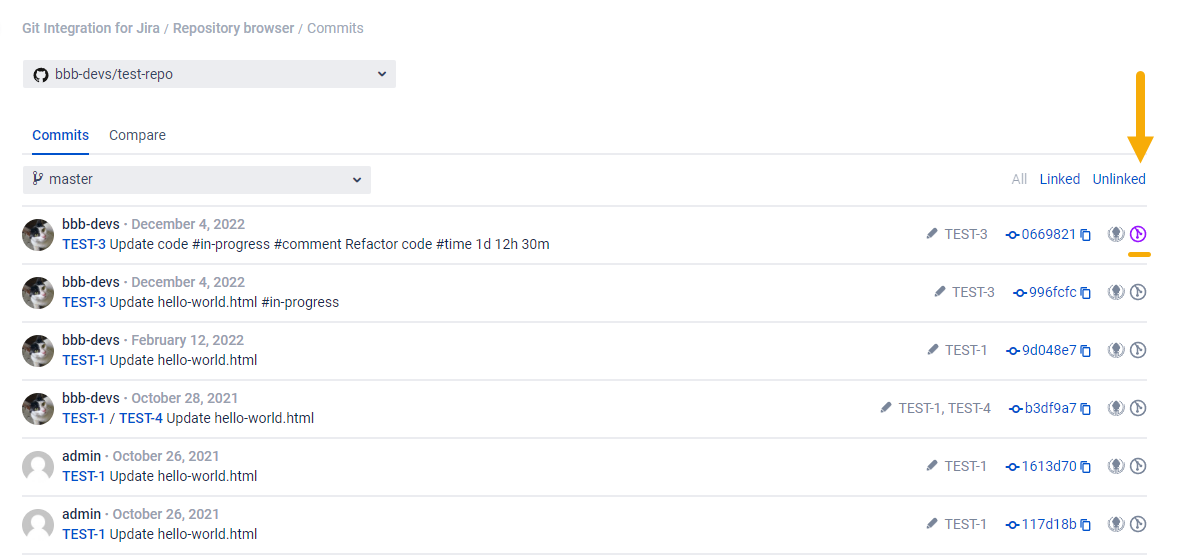 Git Integration for Jira / Repository browser / Commits
bbb-devs/test-repo
Commits Compare
master All Linked Unlinked
bbb-devs · December 4, 2022
TEST-3 Update code #in-progress #comment Refactor code #time 1d 12h 30m TEST-3 0669821
bbb-devs · December 4, 2022
TEST-3 Update hello-world.html #in-progress TEST-3 996fcfc
bbb-devs · February 12, 2022
TEST-1 Update hello-world.html TEST-1 9d048e7
bbb-devs · October 28, 2021
TEST-1 / TEST-4 Update hello-world.html TEST-1, TEST-4 b3df9a7
admin · October 26, 2021
TEST-1 Update hello-world.html TEST-1 1613d70
admin · October 26, 2021
TEST-1 Update hello-world.html TEST-1 117d18b